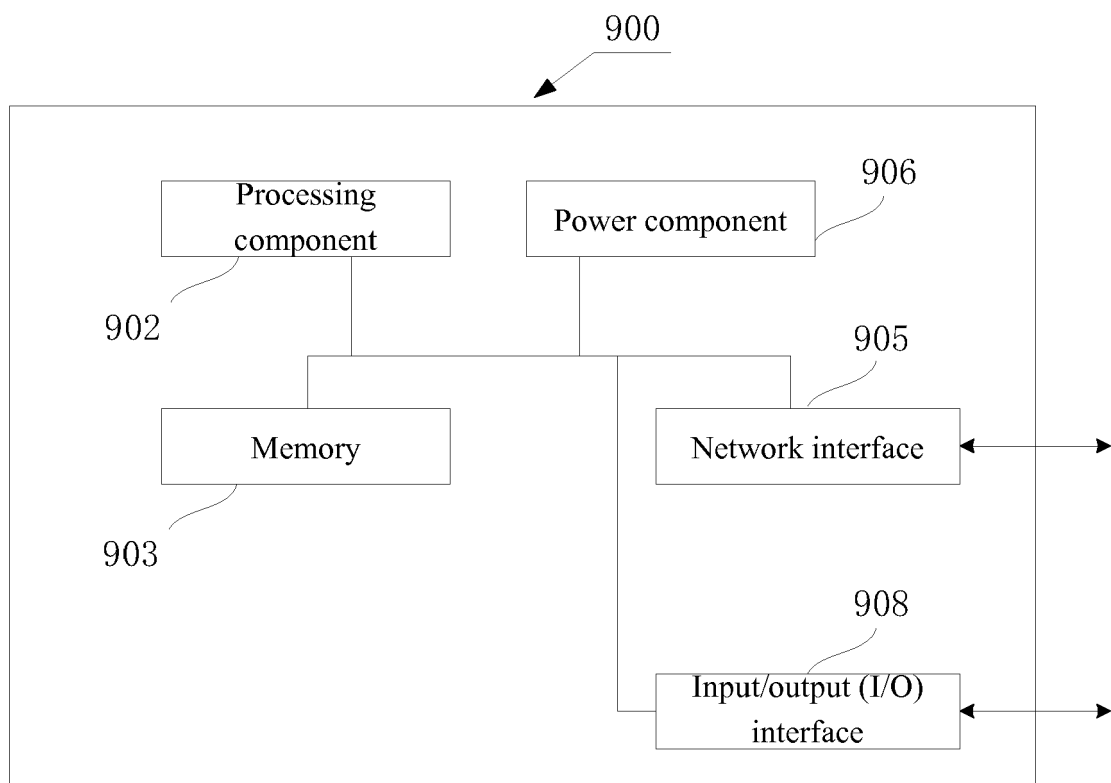 900
Processing
component
Power component
906
902
905
Memory
Network interface
903
908
Input/output (I/O)
interface